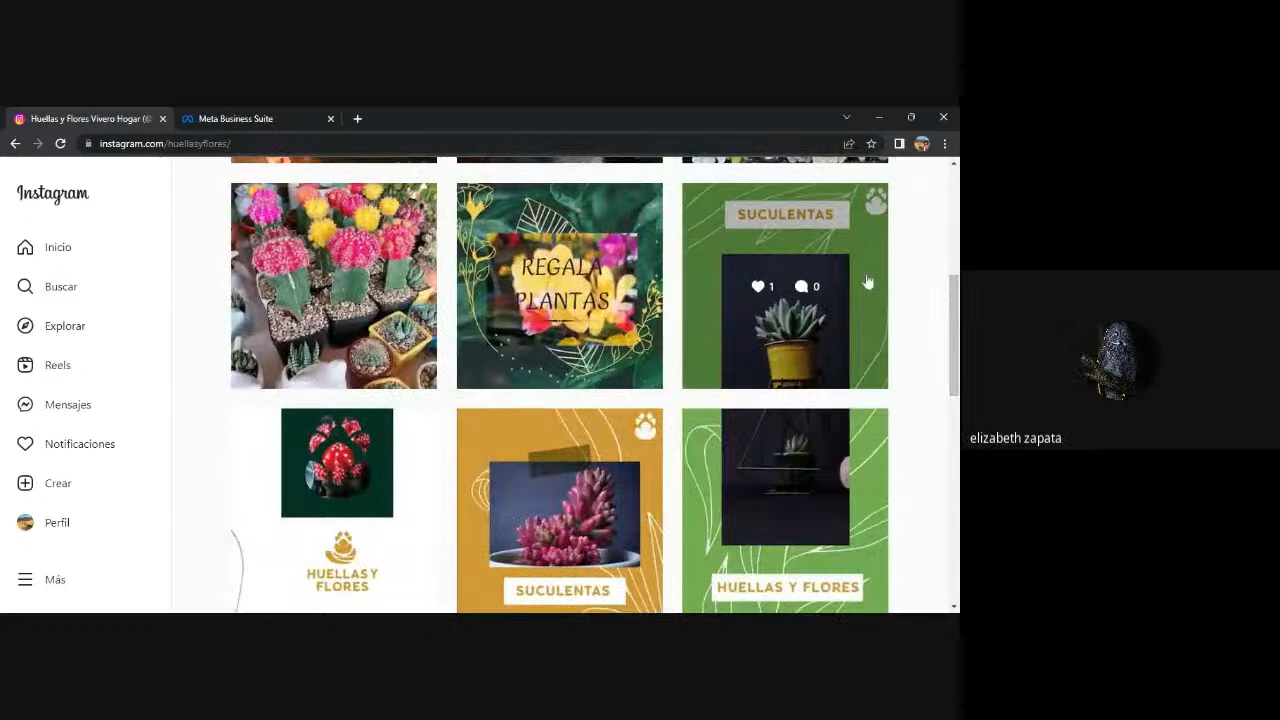 Huellas y Flores Vivero Hogar (@
Meta Business Suite
instagram.com/huellasyflores/
Instagram
Inicio
Buscar
Explorar
Reels
Mensajes
Notificaciones
Crear
Perfil
Más
REGALA
PLANTAS
SUCULENTAS
1
0
HUELLAS Y
FLORES
SUCULENTAS
HUELLAS Y FLORES
elizabeth zapata